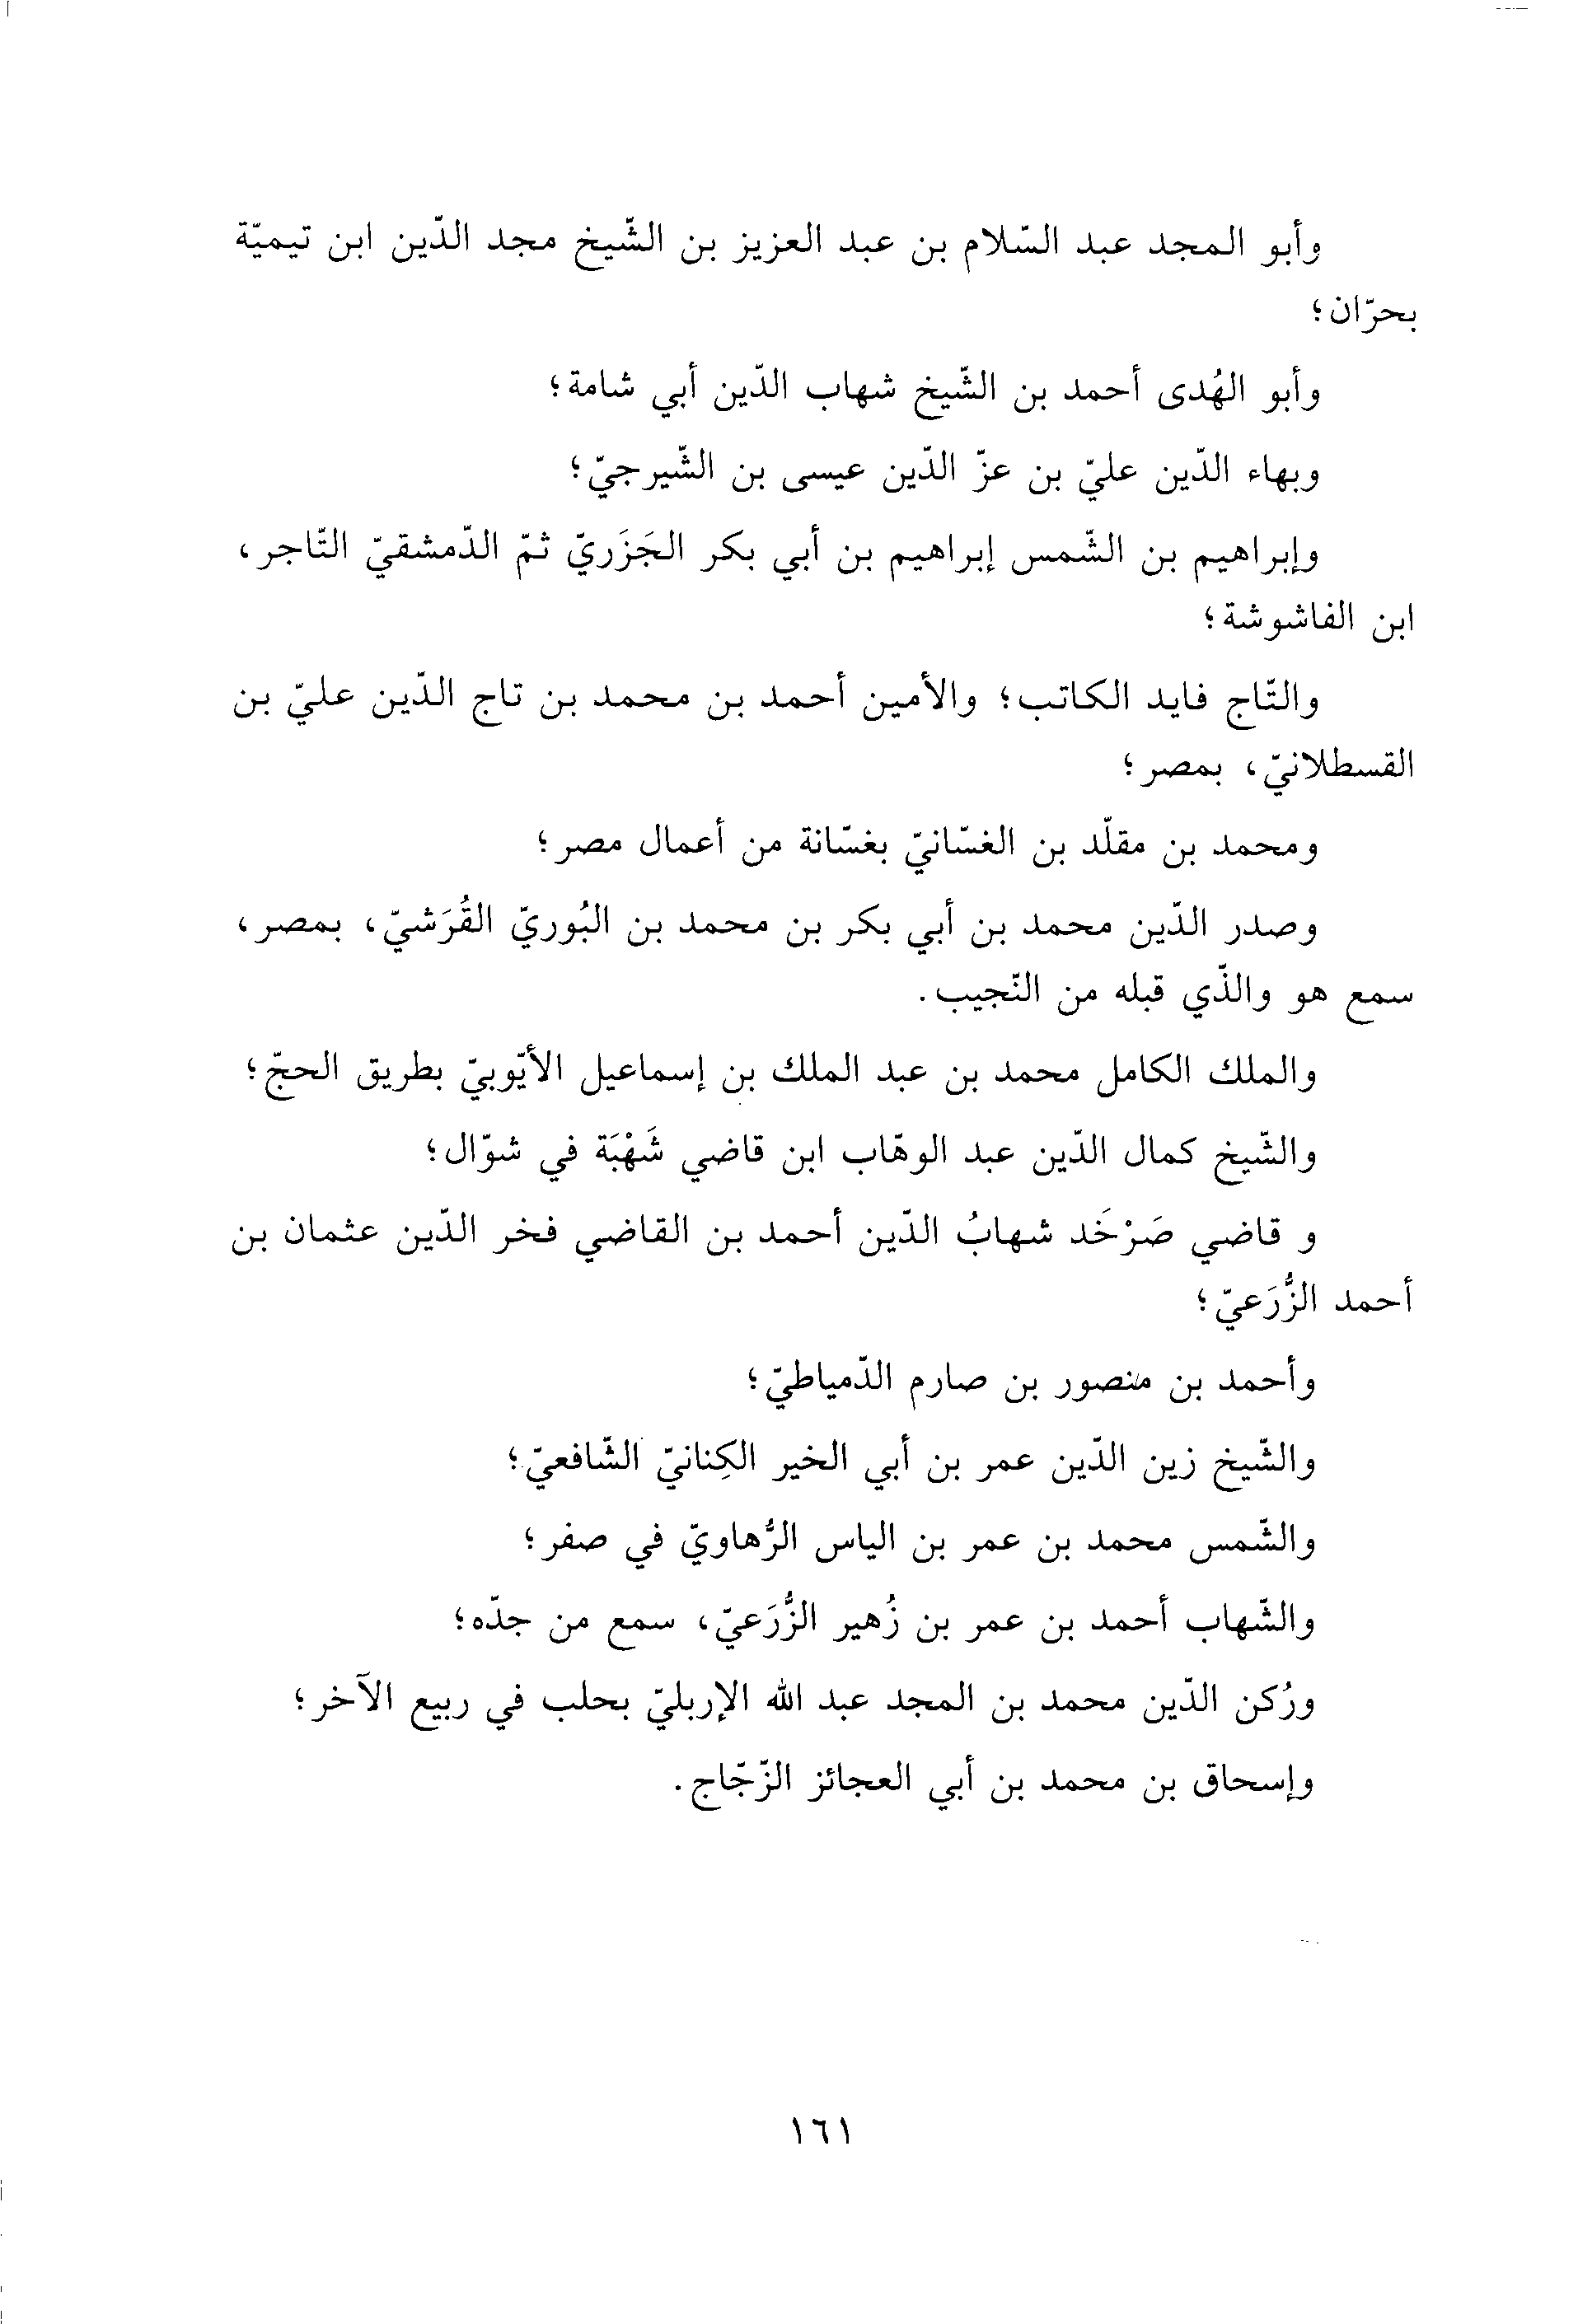 وأبو المجد عبد السّلام بن عبد العزيز بن الشّيخ مجد الدّين ابن تيميّة
بحرّان؛
وأبو الهُدى أحمد بن الشّيخ شهاب الدّين أبي شامة؛
وبهاء الدّين عليّ بن عزّ الدّين عيسى بن الشّيرجيّ؛
وإبراهيم بن الشّمس إبراهيم بن أبي بكر الجَزَريّ ثمّ الدّمشقيّ التّاجر،
ابن الفاشوشة؛
والتّاج فايد الكاتب؛ والأمين أحمد بن محمد بن تاج الدّين عليّ بن
القسطلانيّ، بمصر؛
ومحمد بن مقلّد بن الغسّانيّ بغسّانة من أعمال مصر؛
وصدر الدّين محمد بن أبي بكر بن محمد بن البُوريّ القُرَشيّ، بمصر،
سمع هو والذّي قبله من النّجيب.
والملك الكامل محمد بن عبد الملك بن إسماعيل الأيّوبيّ بطريق الحجّ؛
والشّيخ كمال الدّين عبد الوهّاب ابن قاضي شَهْبَة في شوّال؛
و قاضي صَرْخَد شهابُ الدّين أحمد بن القاضي فخر الدّين عثمان بن
أحمد الزُّرَعيّ؛
وأحمد بن منصور بن صارم الدّمياطيّ؛
والشّيخ زين الدّين عمر بن أبي الخير الكِنانيّ الشّافعيّ؛
والشّمس محمد بن عمر بن الياس الرُّهاويّ في صفر؛
والشّهاب أحمد بن عمر بن زُهير الزُّرَعيّ، سمع من جدّه؛
ورُكن الدّين محمد بن المجد عبد الله الإربليّ بحلب في ربيع الآخر؛
وإسحاق بن محمد بن أبي العجائز الزّجّاج.
١٦١